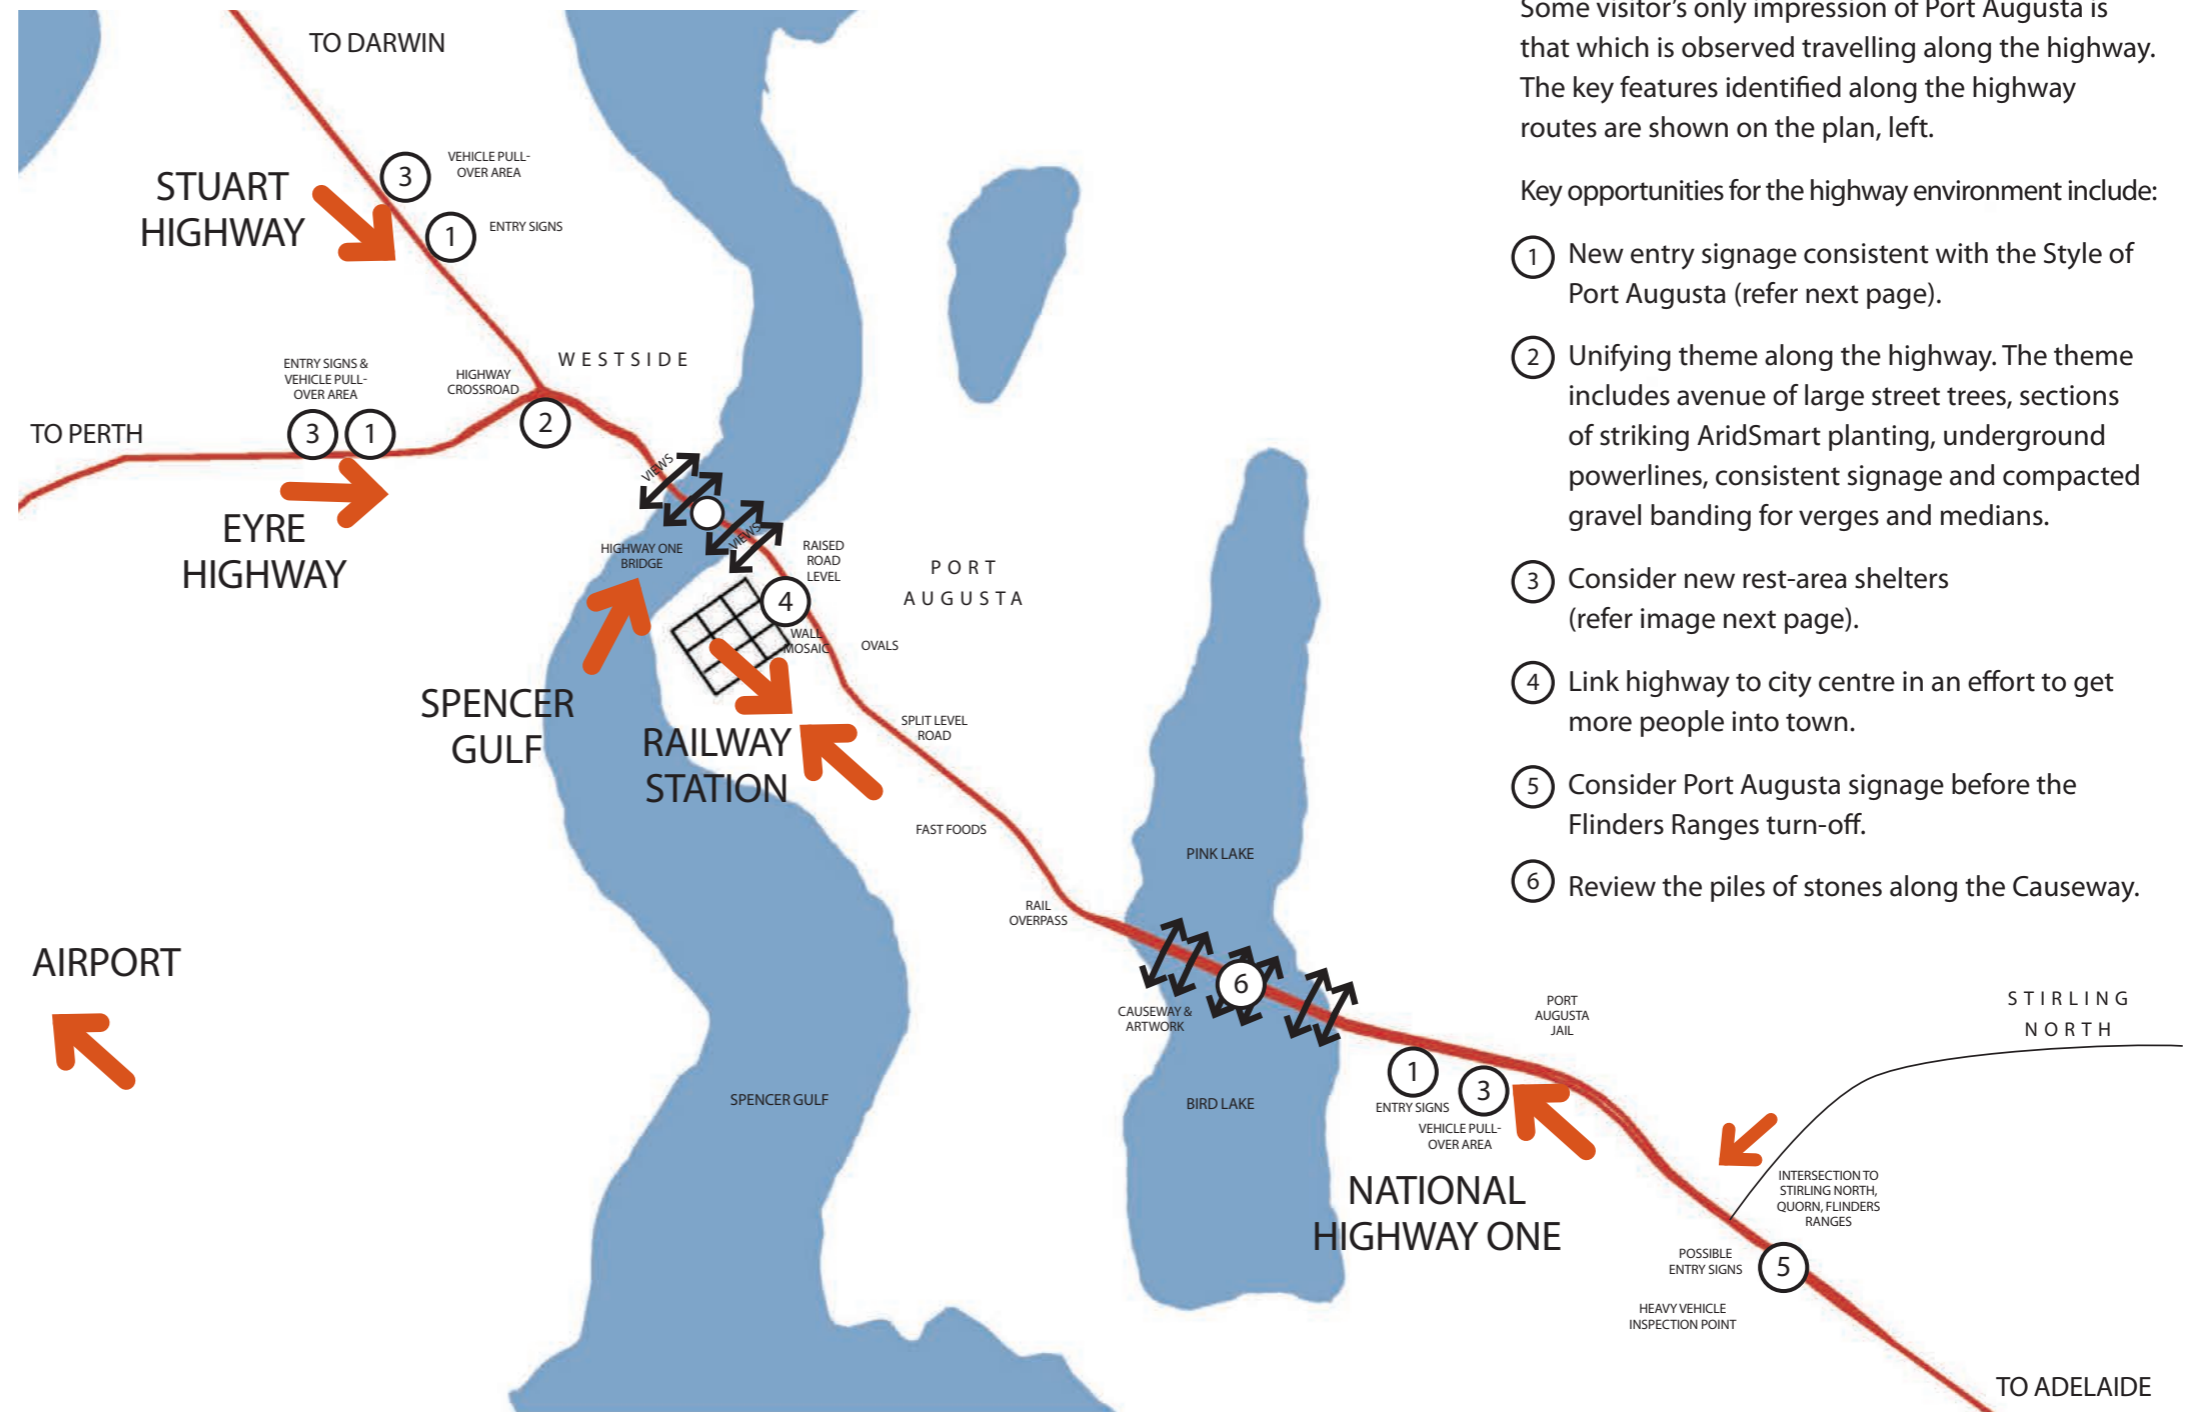 TO DARWIN
STUART
HIGHWAY
3
VEHICLE PULL-
OVER AREA
1
ENTRY SIGNS
WESTSIDE
ENTRY SIGNS &
VEHICLE PULL-
OVER AREA
HIGHWAY
CROSSROAD
TO PERTH
3
1
2
EYRE
HIGHWAY
VIEWS
VIEWS
HIGHWAY ONE
BRIDGE
RAISED
ROAD
LEVEL
PORT
AUGUSTA
4
WALL
MOSAIC
OVALS
SPENCER
GULF
RAILWAY
STATION
SPLIT LEVEL
ROAD
FAST FOODS
PINK LAKE
RAIL
OVERPASS
AIRPORT
6
CAUSEWAY &
ARTWORK
PORT
AUGUSTA
JAIL
STIRLING
NORTH
SPENCER GULF
BIRD LAKE
1
ENTRY SIGNS
3
VEHICLE PULL-
OVER AREA
NATIONAL
HIGHWAY ONE
INTERSECTION TO
STIRLING NORTH,
QUORN, FLINDERS
RANGES
POSSIBLE
ENTRY SIGNS
5
HEAVY VEHICLE
INSPECTION POINT
TO ADELAIDE
Some visitor's only impression of Port Augusta is
that which is observed travelling along the highway.
The key features identified along the highway
routes are shown on the plan, left.
Key opportunities for the highway environment include:
1 New entry signage consistent with the Style of
Port Augusta (refer next page).
2 Unifying theme along the highway. The theme
includes avenue of large street trees, sections
of striking AridSmart planting, underground
powerlines, consistent signage and compacted
gravel banding for verges and medians.
3 Consider new rest-area shelters
(refer image next page).
4 Link highway to city centre in an effort to get
more people into town.
5 Consider Port Augusta signage before the
Flinders Ranges turn-off.
6 Review the piles of stones along the Causeway.